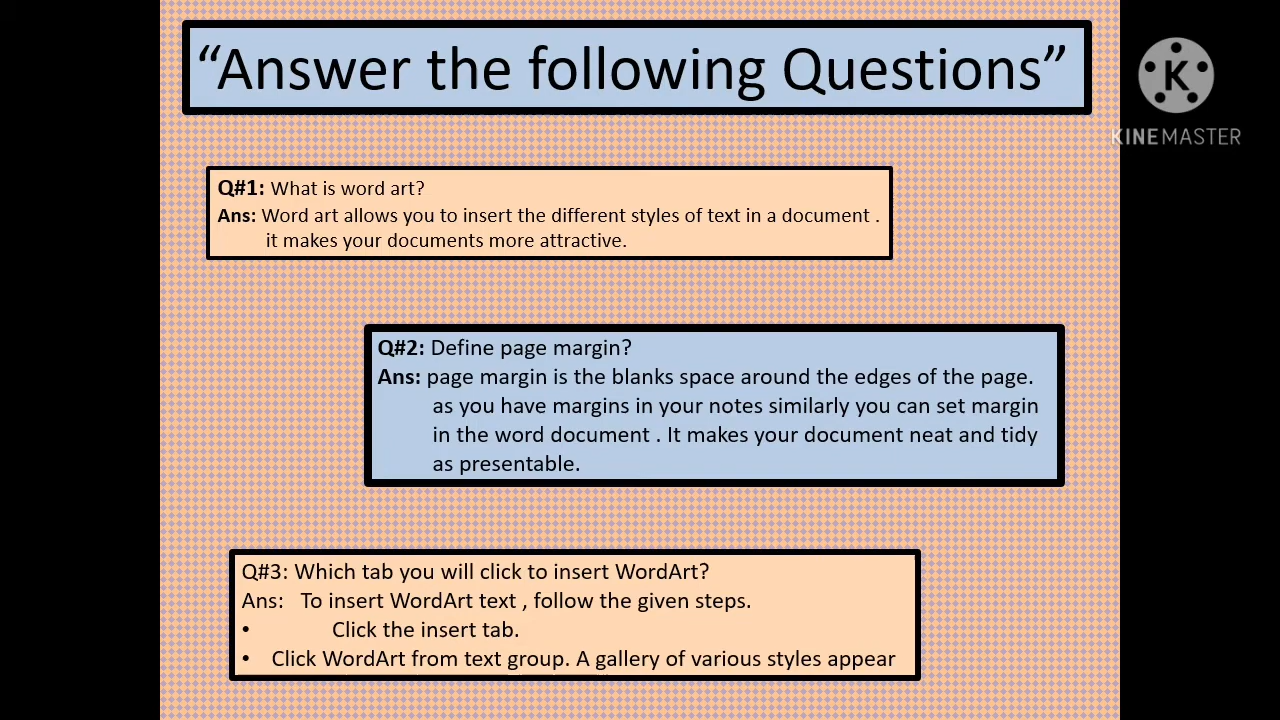 “Answer the following Questions”
K
KINEMASTER
Q#1: What is word art?
Ans: Word art allows you to insert the different styles of text in a document .
it makes your documents more attractive.
Q#2: Define page margin?
Ans: page margin is the blanks space around the edges of the page.
as you have margins in your notes similarly you can set margin
in the word document . It makes your document neat and tidy
as presentable.
Q#3: Which tab you will click to insert WordArt?
Ans: To insert WordArt text , follow the given steps.
• Click the insert tab.
• Click WordArt from text group. A gallery of various styles appear